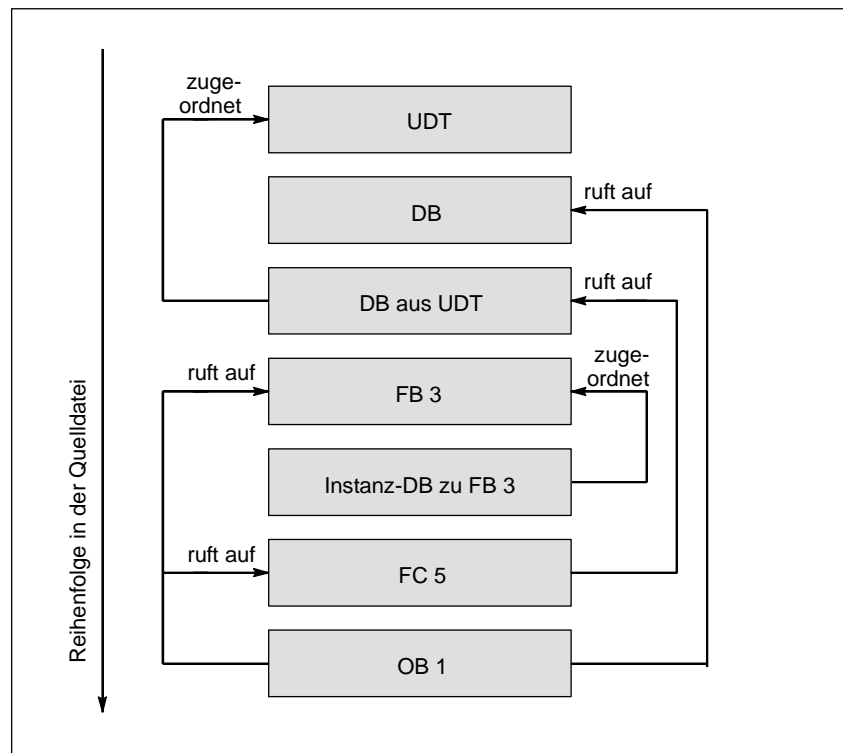 zuge-
ordnet
UDT
DB
ruft auf
DB aus UDT
ruft auf
ruft auf
FB 3
zuge-
ordnet
Instanz-DB zu FB 3
ruft auf
FC 5
OB 1
Reihenfolge in der Quelldatei